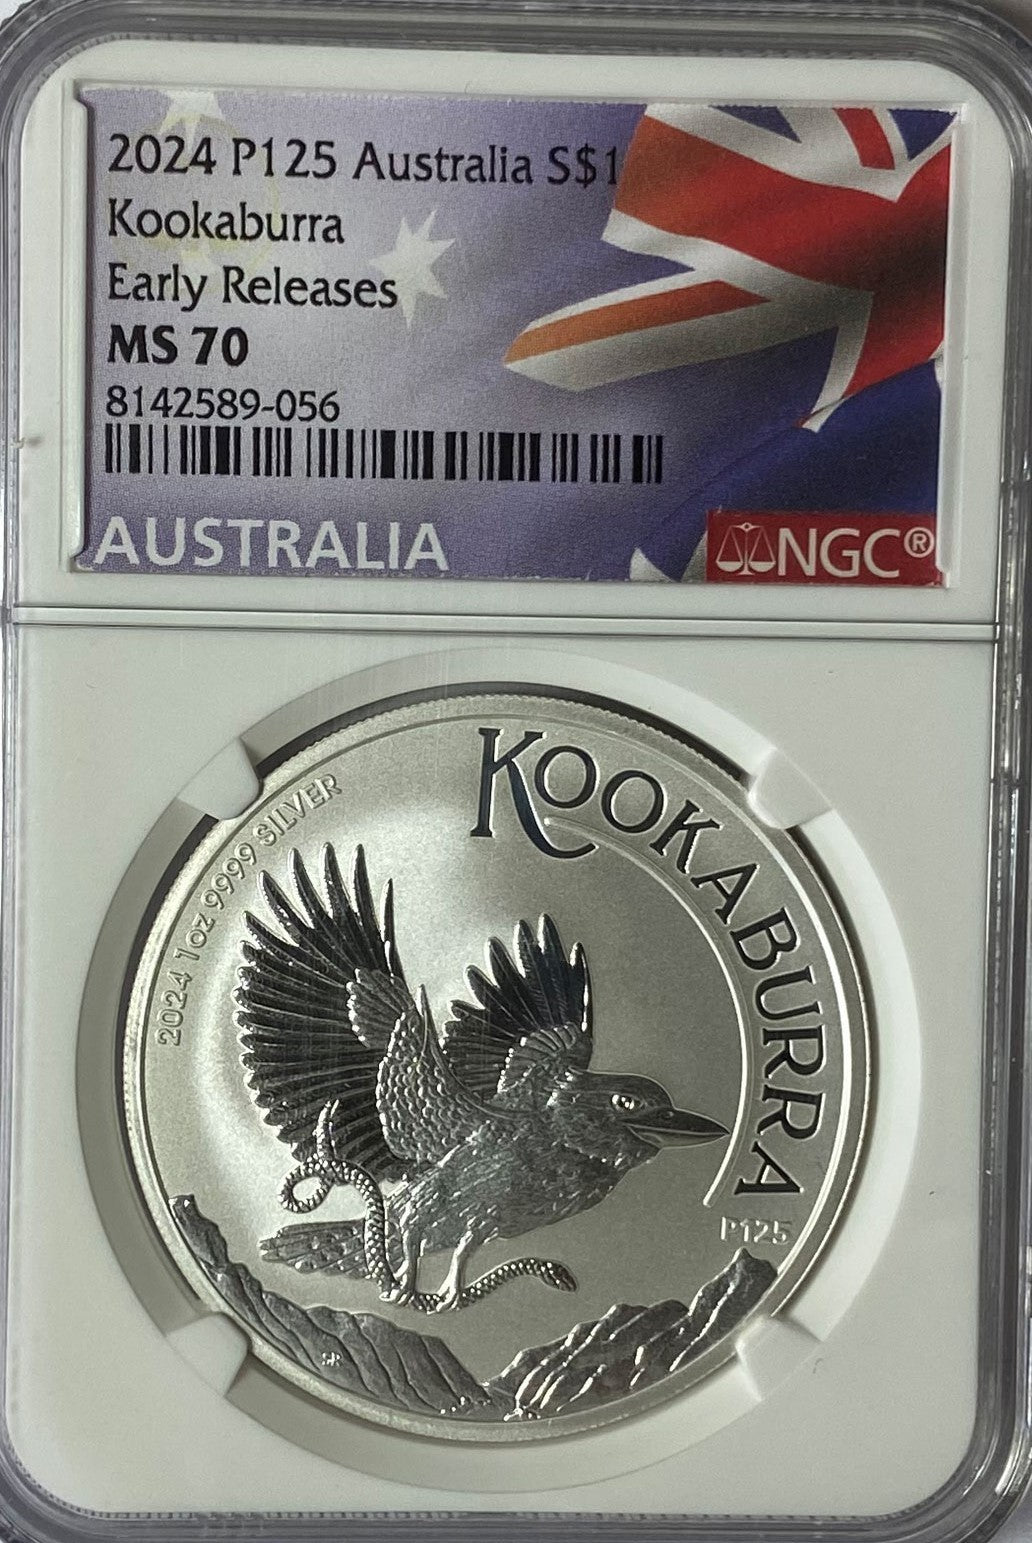 2024 P125 Australia S$1
Kookaburra
Early Releases
MS 70
8142589-056
AUSTRALIA
NGC®
2024 1oz 9999 SILVER
KOOKABURRA
P125
SR